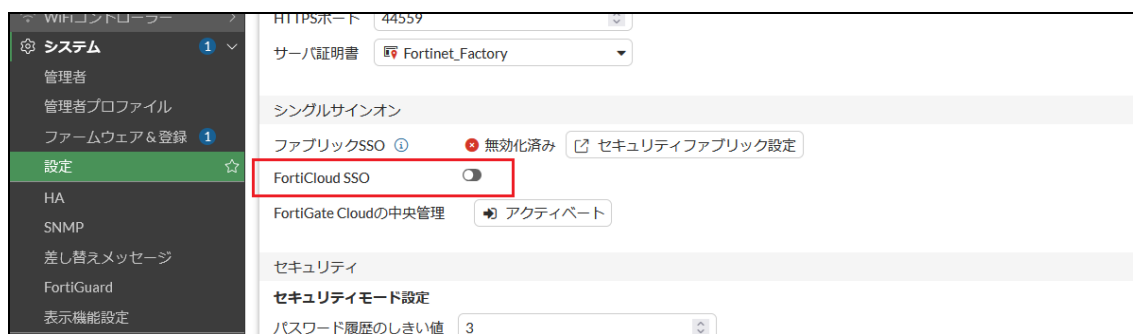 WiFiコントローラー
システム 1
管理者
管理者プロファイル
ファームウェア&登録 1
設定
HA
SNMP
差し替えメッセージ
FortiGuard
表示機能設定
HTTPSポート 44559
サーバ証明書 Fortinet_Factory
シングルサインオン
ファブリックSSO 無効化済み セキュリティファブリック設定
FortiCloud SSO
FortiGate Cloudの中央管理 アクティベート
セキュリティ
セキュリティモード設定
パスワード履歴のしきい値 3